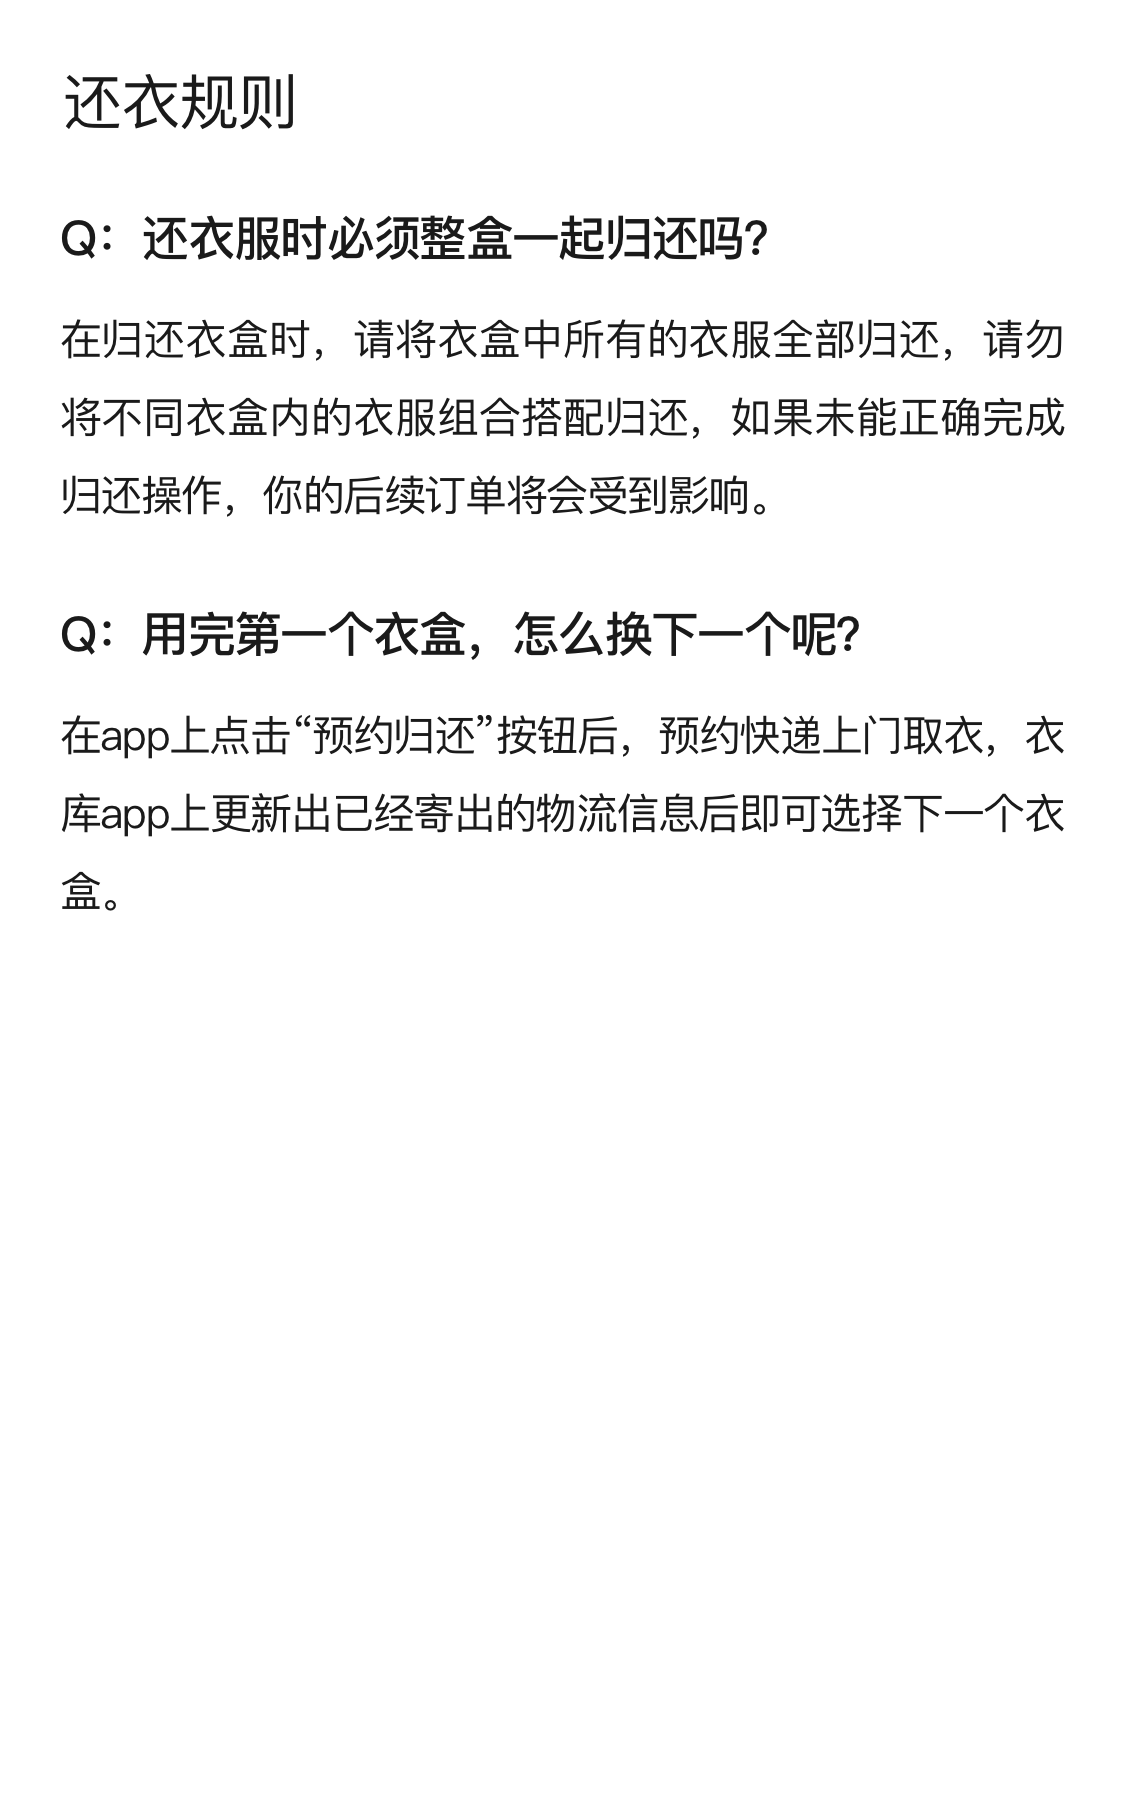 还衣规则
Q：还衣服时必须整盒一起归还吗？
在归还衣盒时，请将衣盒中所有的衣服全部归还，请勿
将不同衣盒内的衣服组合搭配归还，如果未能正确完成
归还操作，你的后续订单将会受到影响。
Q：用完第一个衣盒，怎么换下一个呢？
在app上点击“预约归还”按钮后，预约快递上门取衣，衣
库app上更新出已经寄出的物流信息后即可选择下一个衣
盒。